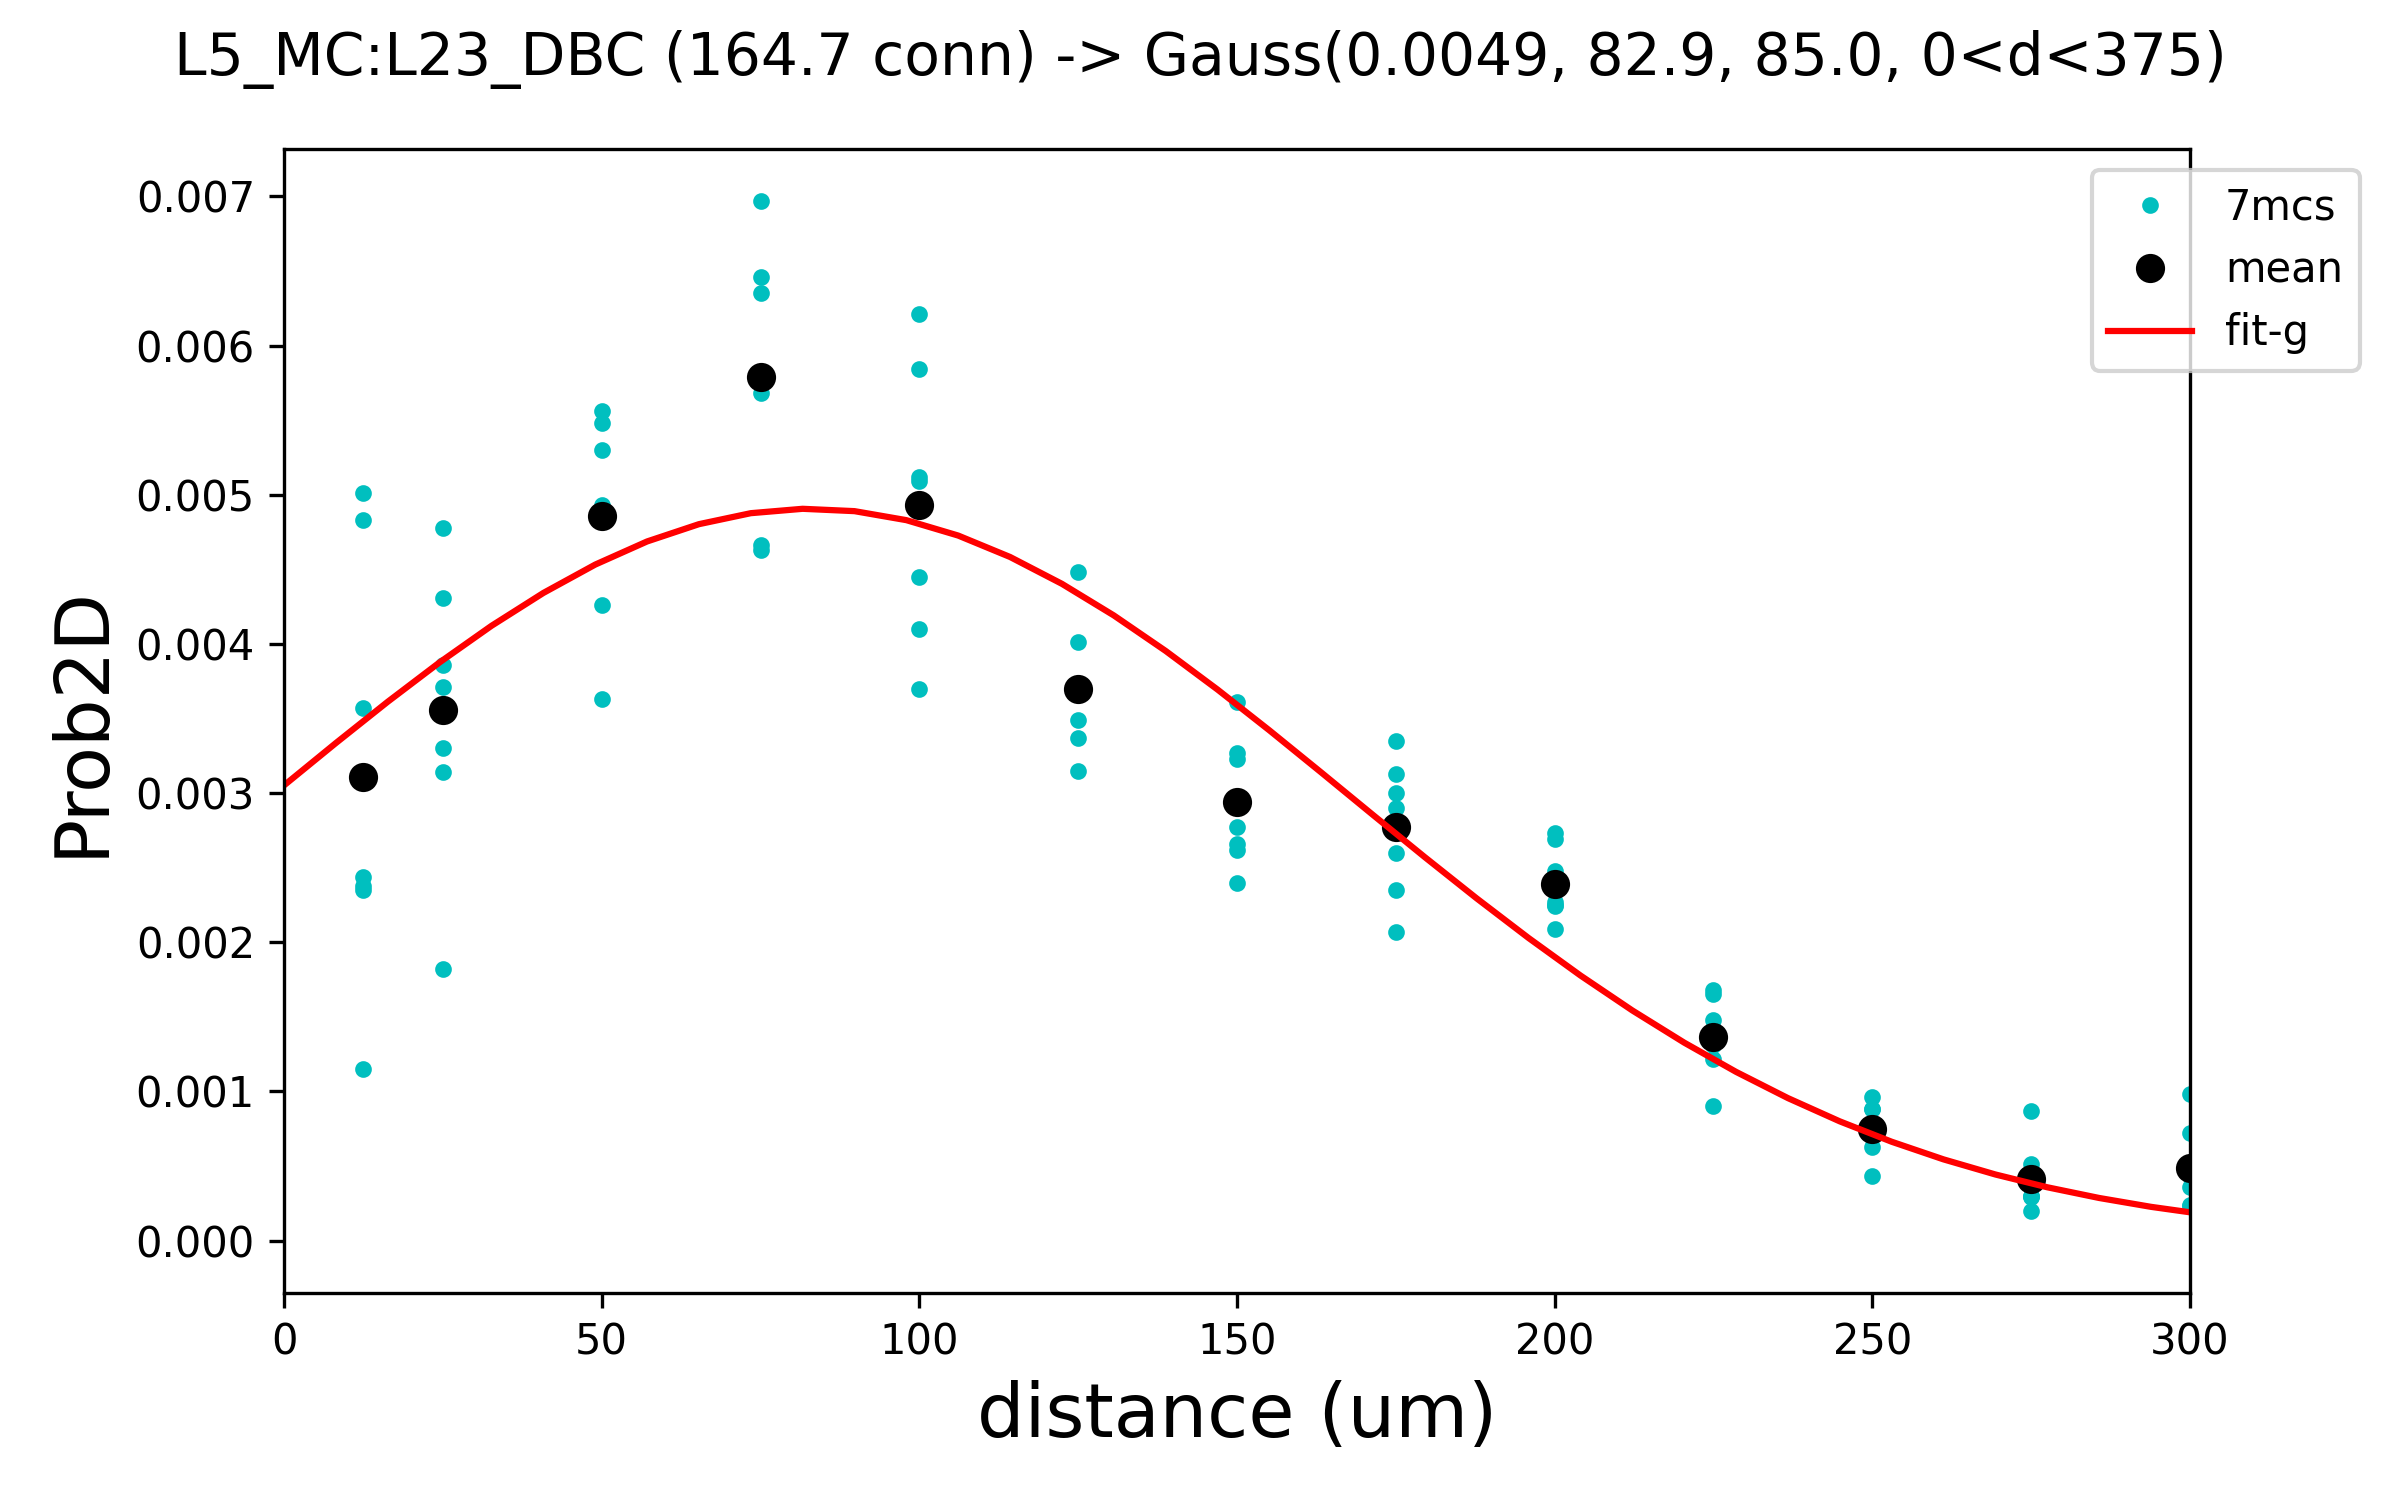 L5_MC:L23_DBC (164.7 conn) -> Gauss(0.0049, 82.9, 85.0, 0<d<375)
7mcs
mean
fit-g
Prob2D
0.007
0.006
0.005
0.004
0.003
0.002
0.001
0.000
0 50 100 150 200 250 300
distance (um)